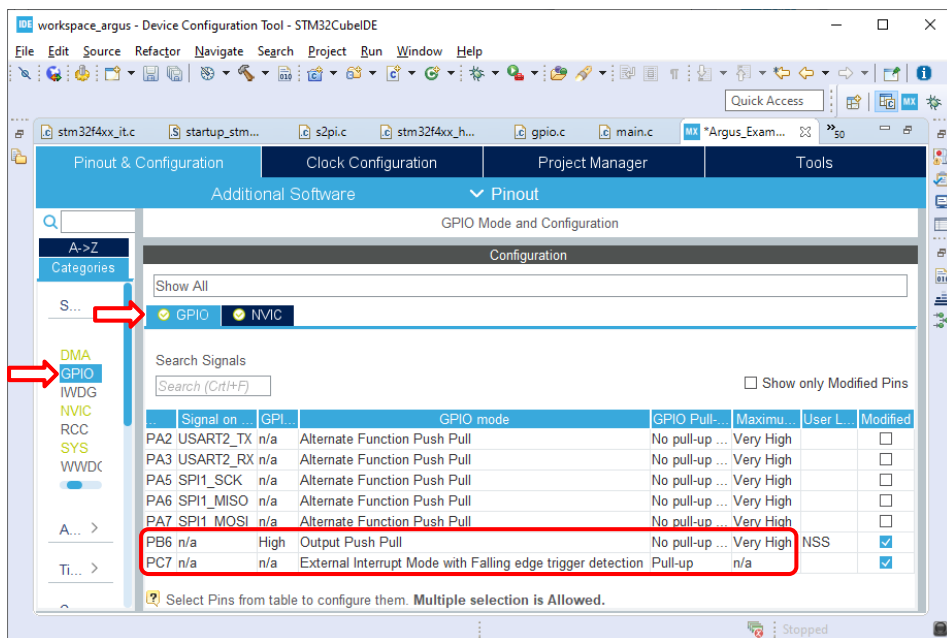 IDE workspace_argus - Device Configuration Tool - STM32CubeIDE
File Edit Source Refactor Navigate Search Project Run Window Help
Quick Access
stm32f4xx_it.c startup_stm... s2pi.c stm32f4xx_h... gpio.c main.c MX *Argus_Exam... »50
Pinout & Configuration Clock Configuration Project Manager Tools
Additional Software Pinout
GPIO Mode and Configuration
A->Z
Categories
S...
DMA
GPIO
IWDG
NVIC
RCC
SYS
A... >
Ti... >
Configuration
Show All
GPIO NVIC
Search Signals
Search (Crtl+F)
Show only Modified Pins
... Signal on ... GPI... GPIO mode GPIO Pull-... Maximu... User L... Modified
PA2 USART2_TX n/a Alternate Function Push Pull No pull-up ... Very High
PA3 USART2_RX n/a Alternate Function Push Pull No pull-up ... Very High
PA5 SPI1_SCK n/a Alternate Function Push Pull No pull-up ... Very High
PA6 SPI1_MISO n/a Alternate Function Push Pull No pull-up ... Very High
PA7 SPI1_MOSI n/a Alternate Function Push Pull No pull-up ... Very High
PB6 n/a High Output Push Pull No pull-up ... Very High NSS
PC7 n/a n/a External Interrupt Mode with Falling edge trigger detection Pull-up n/a
Select Pins from table to configure them. Multiple selection is Allowed.
Stopped